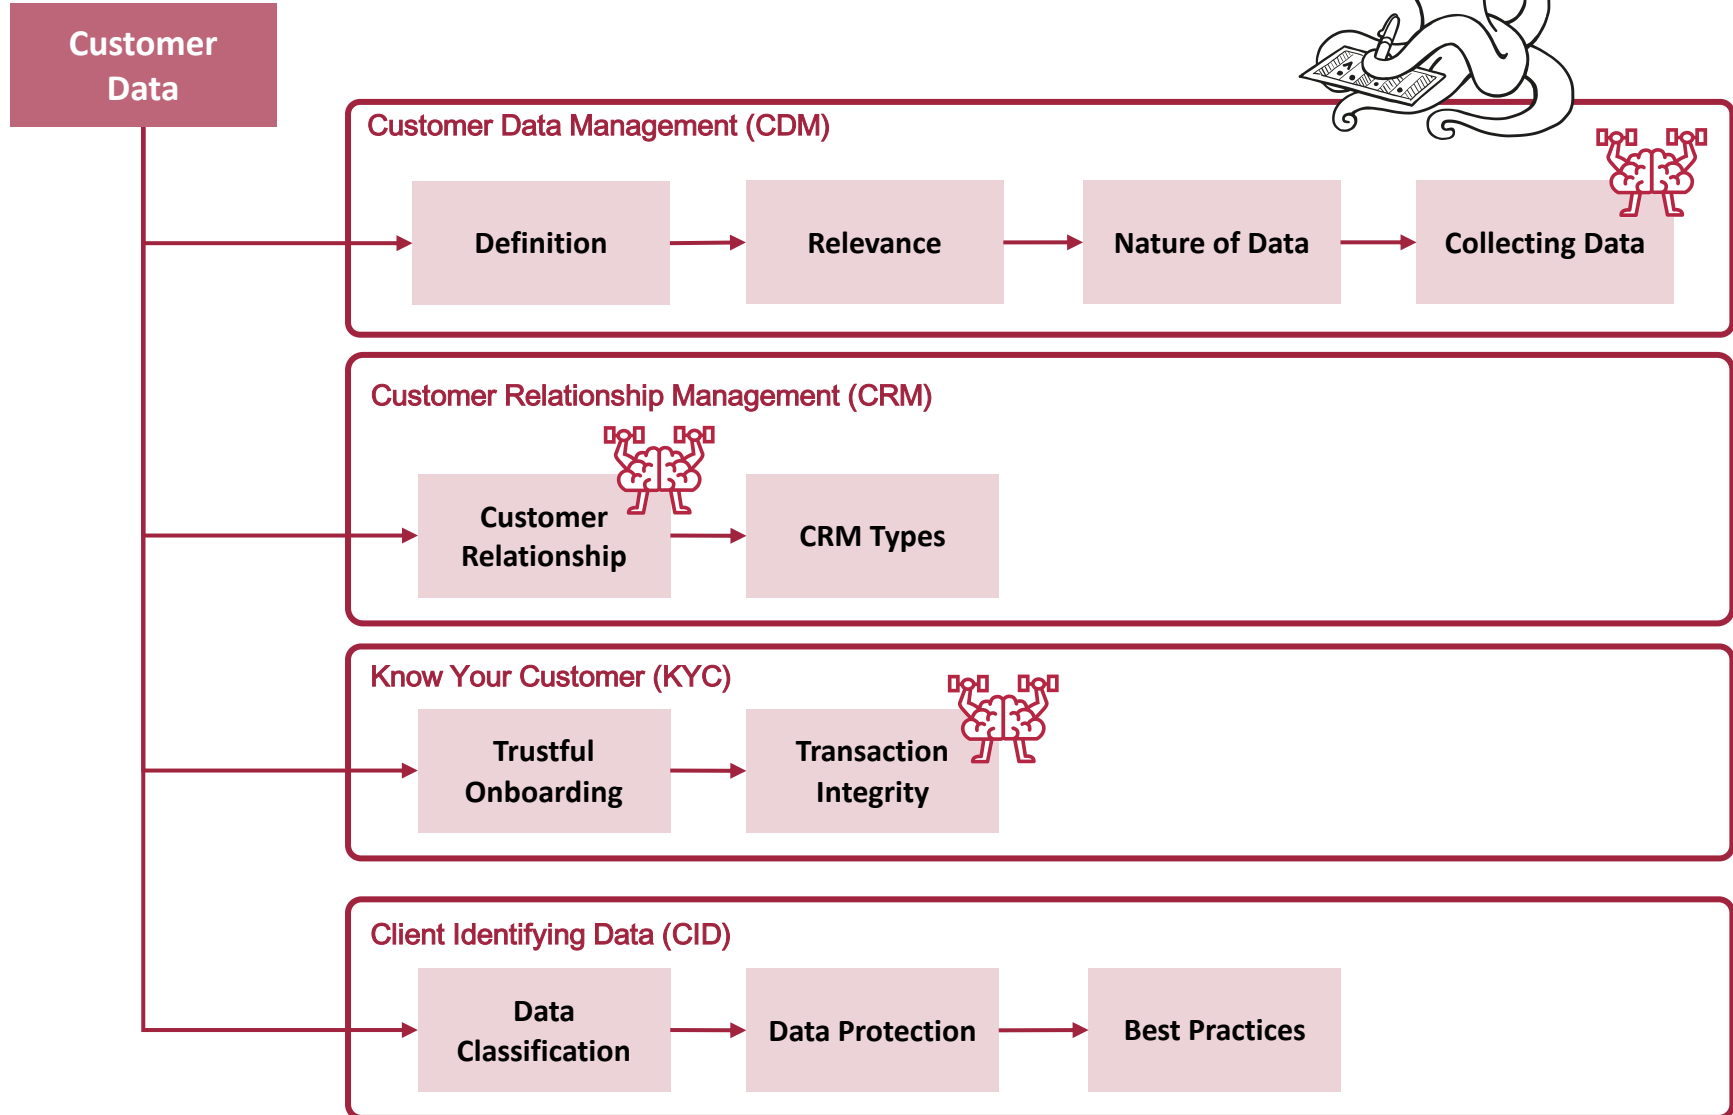 Customer
Data
Customer Data Management (CDM)
Definition
Relevance
Nature of Data
Collecting Data
Customer Relationship Management (CRM)
Customer
Relationship
CRM Types
Know Your Customer (KYC)
Trustful
Onboarding
Transaction
Integrity
Client Identifying Data (CID)
Data
Classification
Data Protection
Best Practices